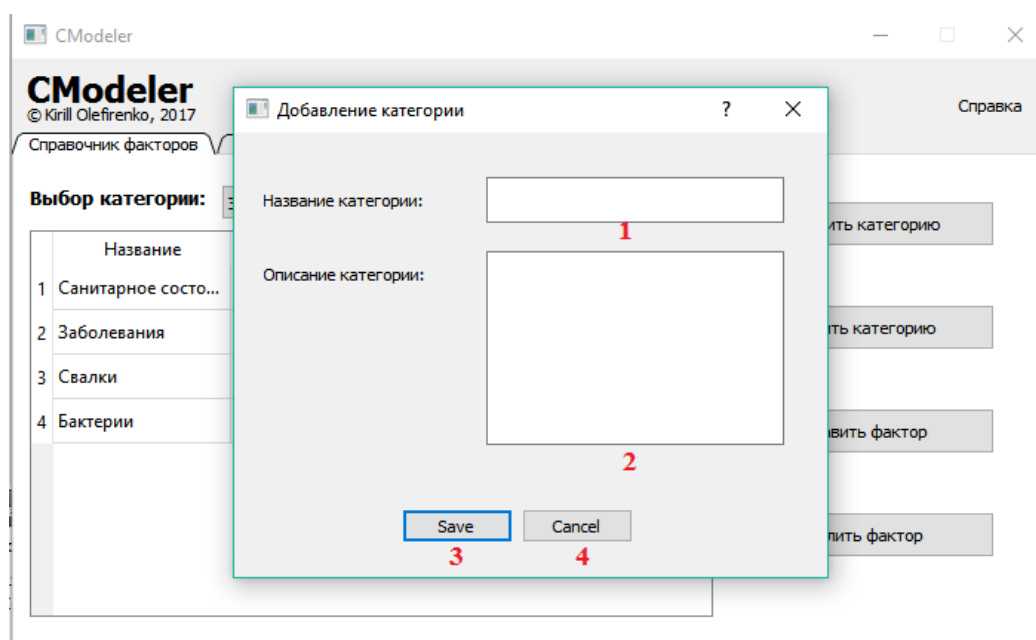 CModeler
CModeler
© Kirill Olefirenko, 2017
Справка
Справочник факторов
Выбор категории:
Название
1 Санитарное состо...
2 Заболевания
3 Свалки
4 Бактерии
Добавление категории ?
Название категории:
1
Описание категории:
2
Save Cancel
3 4
ить категорию
ить категорию
вить фактор
лить фактор